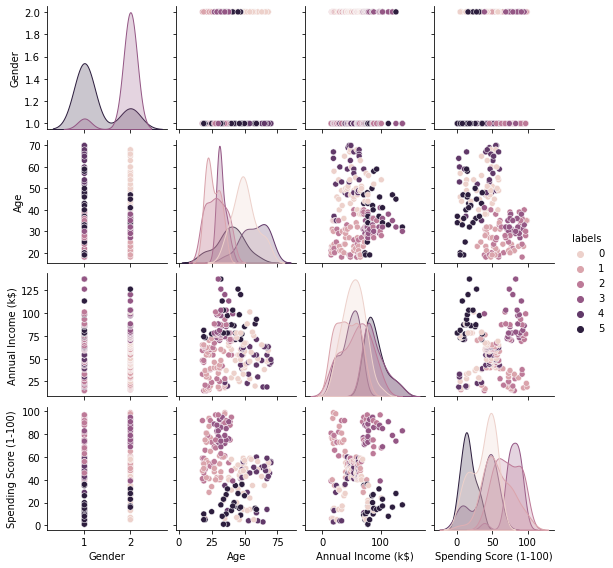 2.0
1.8
1.6
1.4
1.2
1.0
Gender
70
60
50
40
30
20
Age
labels
0
1
2
3
4
5
125
100
75
50
25
Annual Income (k$)
100
80
60
40
20
0
Spending Score (1-100)
1 2
0 25 50 75
0 100
0 50 100
Gender
Age
Annual Income (k$)
Spending Score (1-100)